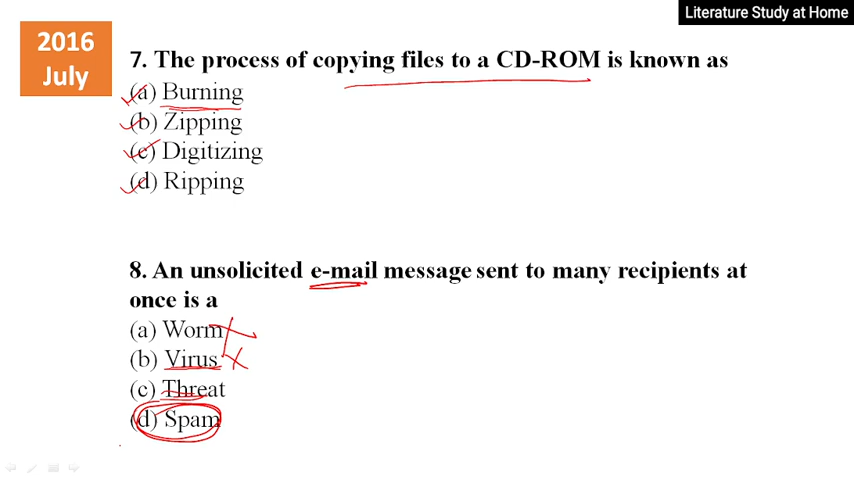 Literature Study at Home
2016
July
7. The process of copying files to a CD-ROM is known as
(a) Burning
(b) Zipping
(c) Digitizing
(d) Ripping
8. An unsolicited e-mail message sent to many recipients at
once is a
(a) Worm
(b) Virus
(c) Threat
(d) Spam